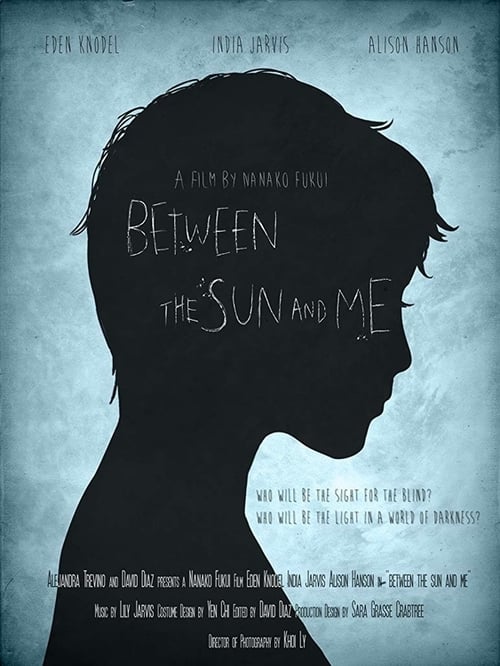 EDEN KNODEL INDIA JARVIS ALISON HANSON
A FILM BY NANAKO FUKUI
BETWEEN
THE SUN AND ME
WHO WILL BE THE SIGHT FOR THE BLIND?
WHO WILL BE THE LIGHT IN A WORLD OF DARKNESS?
ALEJANDRA TREVINO AND DAVID DIAZ PRESENTS A NANAKO FUKUI FILM EDEN KNODEL INDIA JARVIS ALISON HANSON IN "BETWEEN THE SUN AND ME"
MUSIC BY LILY JARVIS COSTUME DESIGN BY YEN CHI EDITED BY DAVID DIAZ PRODUCTION DESIGN BY SARA GRASSE CRABTREE
DIRECTOR OF PHOTOGRAPHY BY KHOI LY